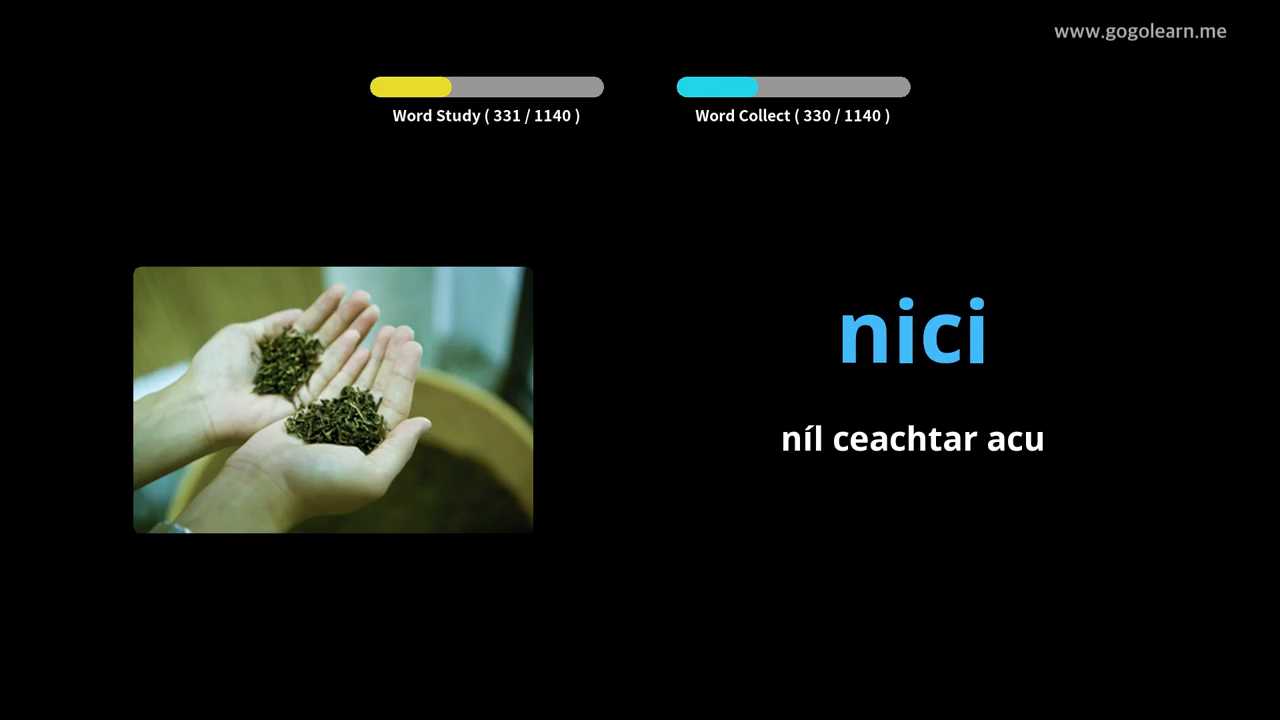 www.gogolearn.me
Word Study ( 331 / 1140 )
Word Collect ( 330 / 1140 )
nici
níl ceachtar acu